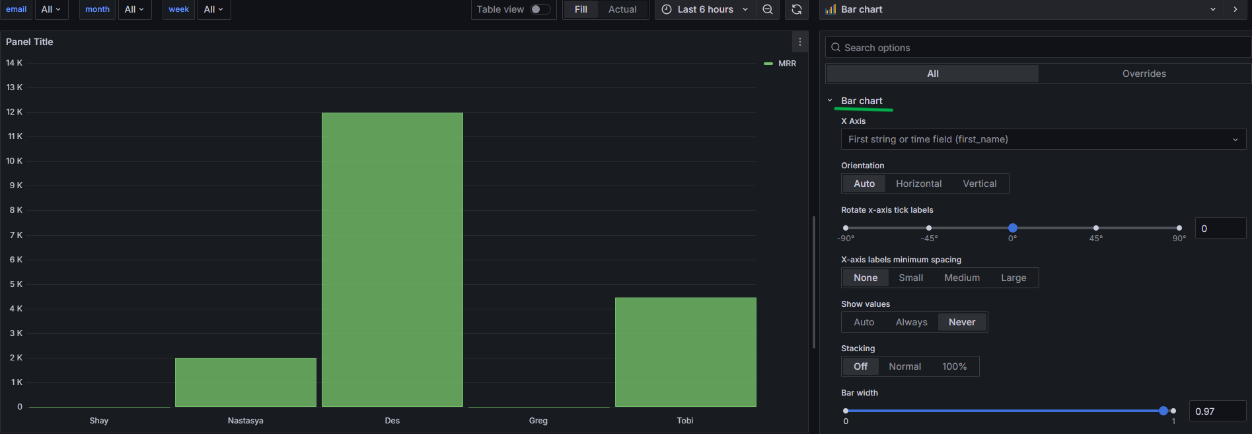 email All month All week All Table view Fill Actual Last 6 hours Bar chart
Panel Title
14 K
13 K
12 K
11 K
10 K
9 K
8 K
7 K
6 K
5 K
4 K
3 K
2 K
1 K
0
Shay Nastasya Des Greg Tobi
MRR
Search options
All Overrides
Bar chart
X Axis
First string or time field (first_name)
Orientation
Auto Horizontal Vertical
Rotate x-axis tick labels
-90° -45° 0° 45° 90° 0
X-axis labels minimum spacing
None Small Medium Large
Show values
Auto Always Never
Stacking
Off Normal 100%
Bar width
0 1 0.97